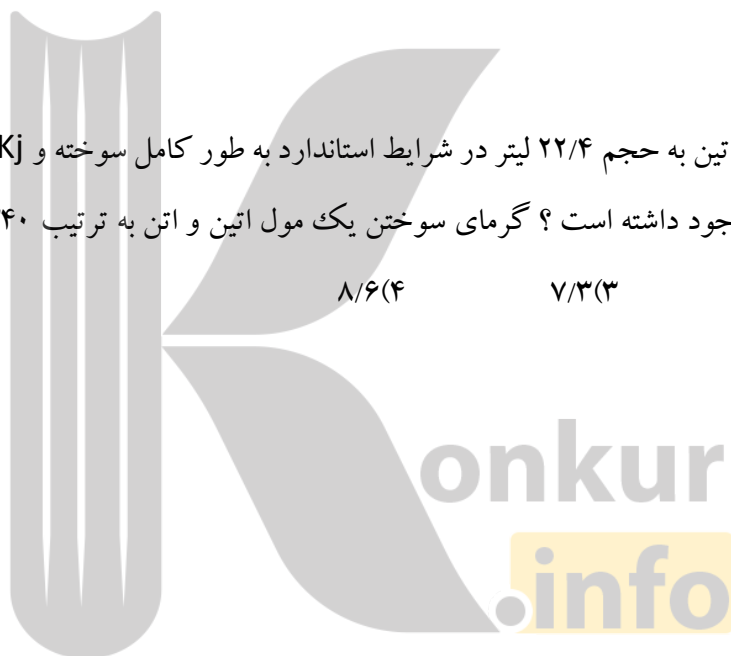 تین به حجم ۲۲/۴ لیتر در شرایط استاندارد به طور کامل سوخته و Kj
جود داشته است ؟ گرمای سوختن یک مول اتین و اتن به ترتیب ۴۰
۷/۳(۳ ۸/۶(۴
onkur
.info